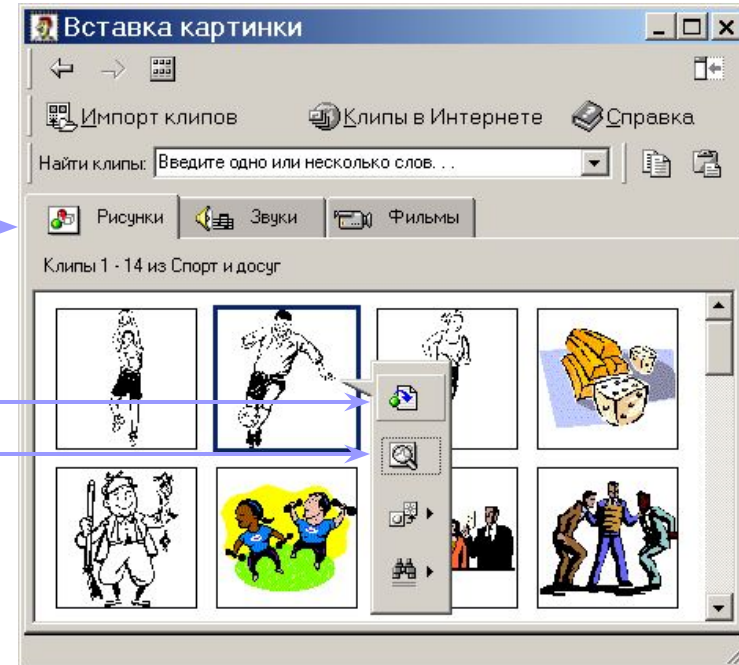 Вставка картинки
Импорт клипов Клипы в Интернете Справка
Найти клипы: Введите одно или несколько слов. . .
Рисунки Звуки Фильмы
Клипы 1 - 14 из Спорт и досуг